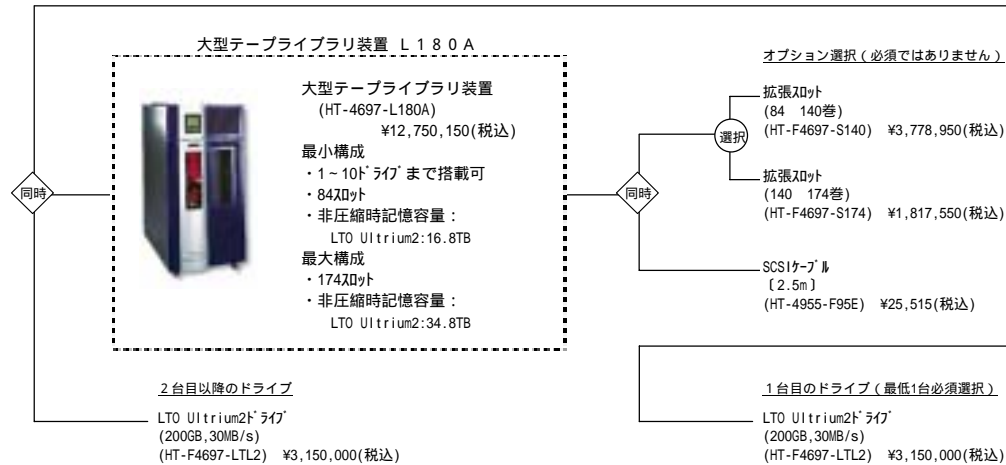 大型テープライブラリ装置 L180A
大型テープライブラリ装置
(HT-4697-L180A)
¥12,750,150(税込)
最小構成
・1~10ﾄﾞﾗｲﾌﾞまで搭載可
・84ｽﾛｯﾄ
・非圧縮時記憶容量：
LTO Ultrium2:16.8TB
最大構成
・174ｽﾛｯﾄ
・非圧縮時記憶容量：
LTO Ultrium2:34.8TB
同時
同時
オプション選択（必須ではありません）
選択
拡張ｽﾛｯﾄ
(84 140巻)
(HT-F4697-S140) ¥3,778,950(税込)
拡張ｽﾛｯﾄ
(140 174巻)
(HT-F4697-S174) ¥1,817,550(税込)
SCSIｹｰﾌﾞﾙ
〔2.5m〕
(HT-4955-F95E) ¥25,515(税込)
2台目以降のドライブ
LTO Ultrium2ﾄﾞﾗｲﾌﾞ
(200GB,30MB/s)
(HT-F4697-LTL2) ¥3,150,000(税込)
1台目のドライブ（最低1台必須選択）
LTO Ultrium2ﾄﾞﾗｲﾌﾞ
(200GB,30MB/s)
(HT-F4697-LTL2) ¥3,150,000(税込)